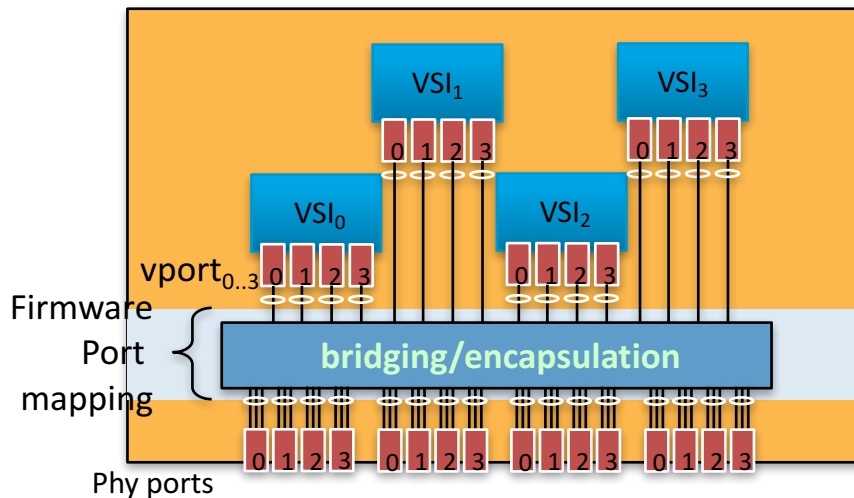 VSI₁
VSI₃
0 1 2 3
0 1 2 3
VSI₀
VSI₂
vport₀..₃
0 1 2 3
0 1 2 3
Firmware
Port
mapping
bridging/encapsulation
0 1 2 3
0 1 2 3
0 1 2 3
0 1 2 3
Phy ports